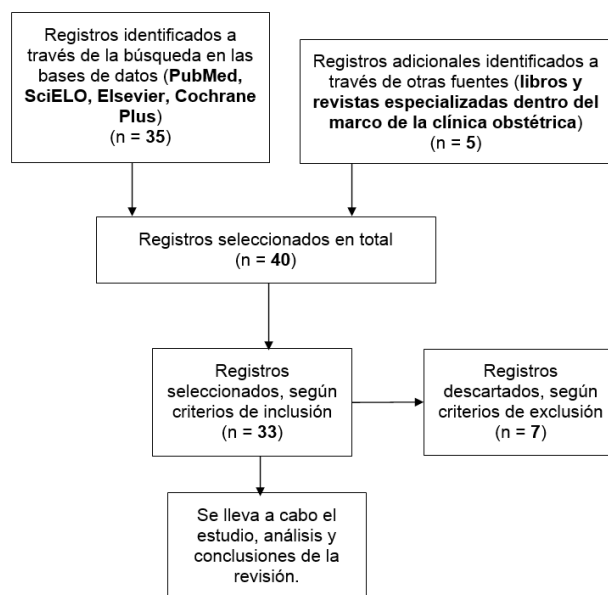 Registros identificados a
través de la búsqueda en las
bases de datos (PubMed,
SciELO, Elsevier, Cochrane
Plus)
(n = 35)
Registros adicionales identificados a
través de otras fuentes (libros y
revistas especializadas dentro del
marco de la clínica obstétrica)
(n = 5)
Registros seleccionados en total
(n = 40)
Registros
seleccionados, según
criterios de inclusión
(n = 33)
Registros
descartados, según
criterios de exclusión
(n = 7)
Se lleva a cabo el
estudio, análisis y
conclusiones de la
revisión.